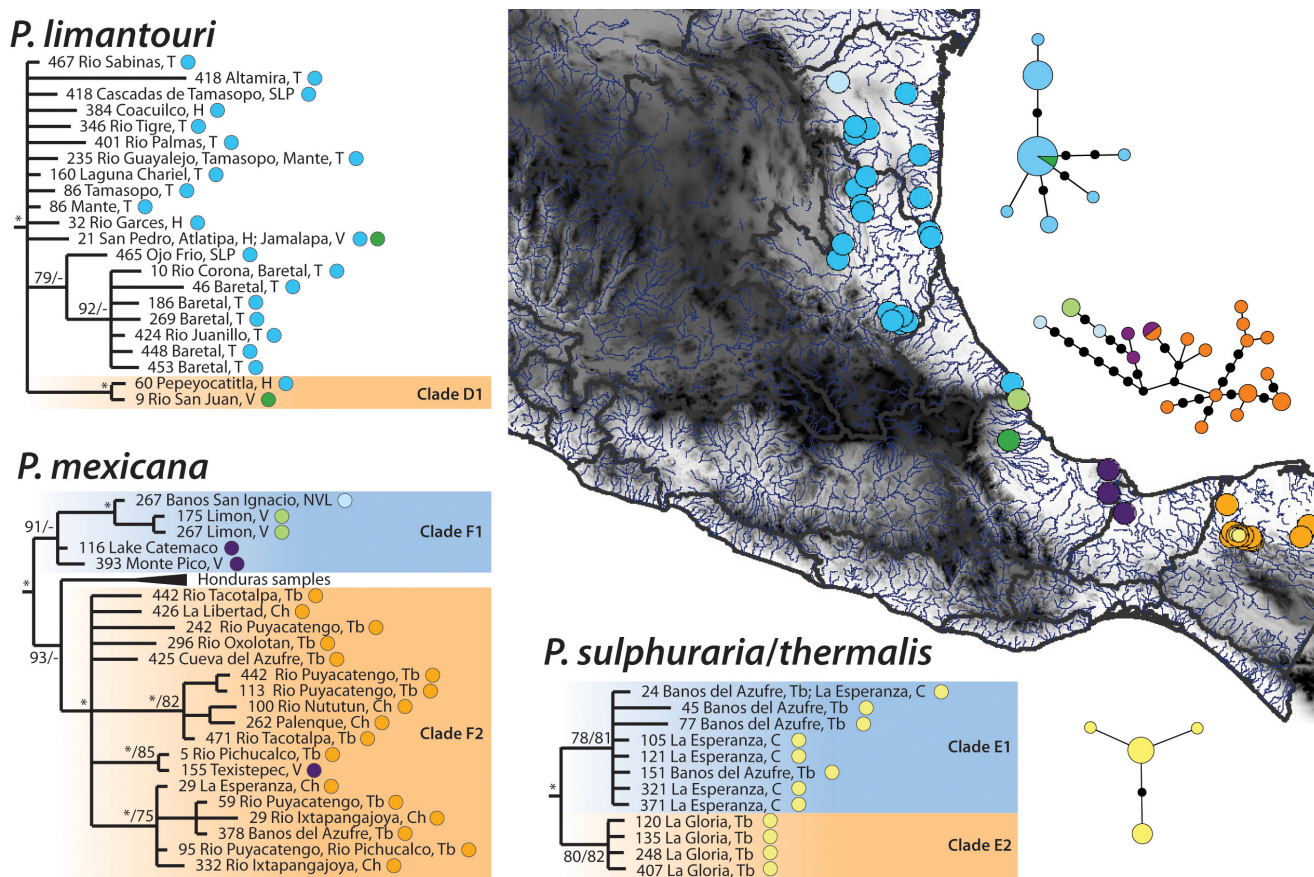 P. limantouri
467 Rio Sabinas, T
418 Altamira, T
418 Cascadas de Tamasopo, SLP
384 Coacuilco, H
346 Rio Tigre, T
401 Rio Palmas, T
235 Rio Guayalejo, Tamasopo, Mante, T
160 Laguna Chariel, T
86 Tamasopo, T
86 Mante, T
32 Rio Garces, H
*
21 San Pedro, Atlatipa, H; Jamalapa, V
465 Ojo Frio, SLP
79/-
10 Rio Corona, Baretal, T
46 Baretal, T
186 Baretal, T
92/-
269 Baretal, T
424 Rio Juanillo, T
448 Baretal, T
453 Baretal, T
*
60 Pepeyocatitla, H
9 Rio San Juan, V
Clade D1
P. mexicana
267 Banos San Ignacio, NVL
*
175 Limon, V
267 Limon, V
91/-
116 Lake Catemaco
393 Monte Pico, V
Clade F1
*
Honduras samples
442 Rio Tacotalpa, Tb
426 La Libertad, Ch
242 Rio Puyacatengo, Tb
296 Rio Oxolotan, Tb
93/-
425 Cueva del Azufre, Tb
442 Rio Puyacatengo, Tb
113 Rio Puyacatengo, Tb
*
*/82
100 Rio Nututun, Ch
262 Palenque, Ch
471 Rio Tacotalpa, Tb
Clade F2
*/85
5 Rio Pichucalco, Tb
155 Texistepec, V
29 La Esperanza, Ch
59 Rio Puyacatengo, Tb
29 Rio Ixtapangajoya, Ch
*/75
378 Banos del Azufre, Tb
95 Rio Puyacatengo, Rio Pichucalco, Tb
332 Rio Ixtapangajoya, Ch
P. sulphuraria/thermalis
24 Banos del Azufre, Tb; La Esperanza, C
45 Banos del Azufre, Tb
77 Banos del Azufre, Tb
78/81
105 La Esperanza, C
121 La Esperanza, C
151 Banos del Azufre, Tb
321 La Esperanza, C
371 La Esperanza, C
Clade E1
*
120 La Gloria, Tb
135 La Gloria, Tb
248 La Gloria, Tb
80/82
407 La Gloria, Tb
Clade E2